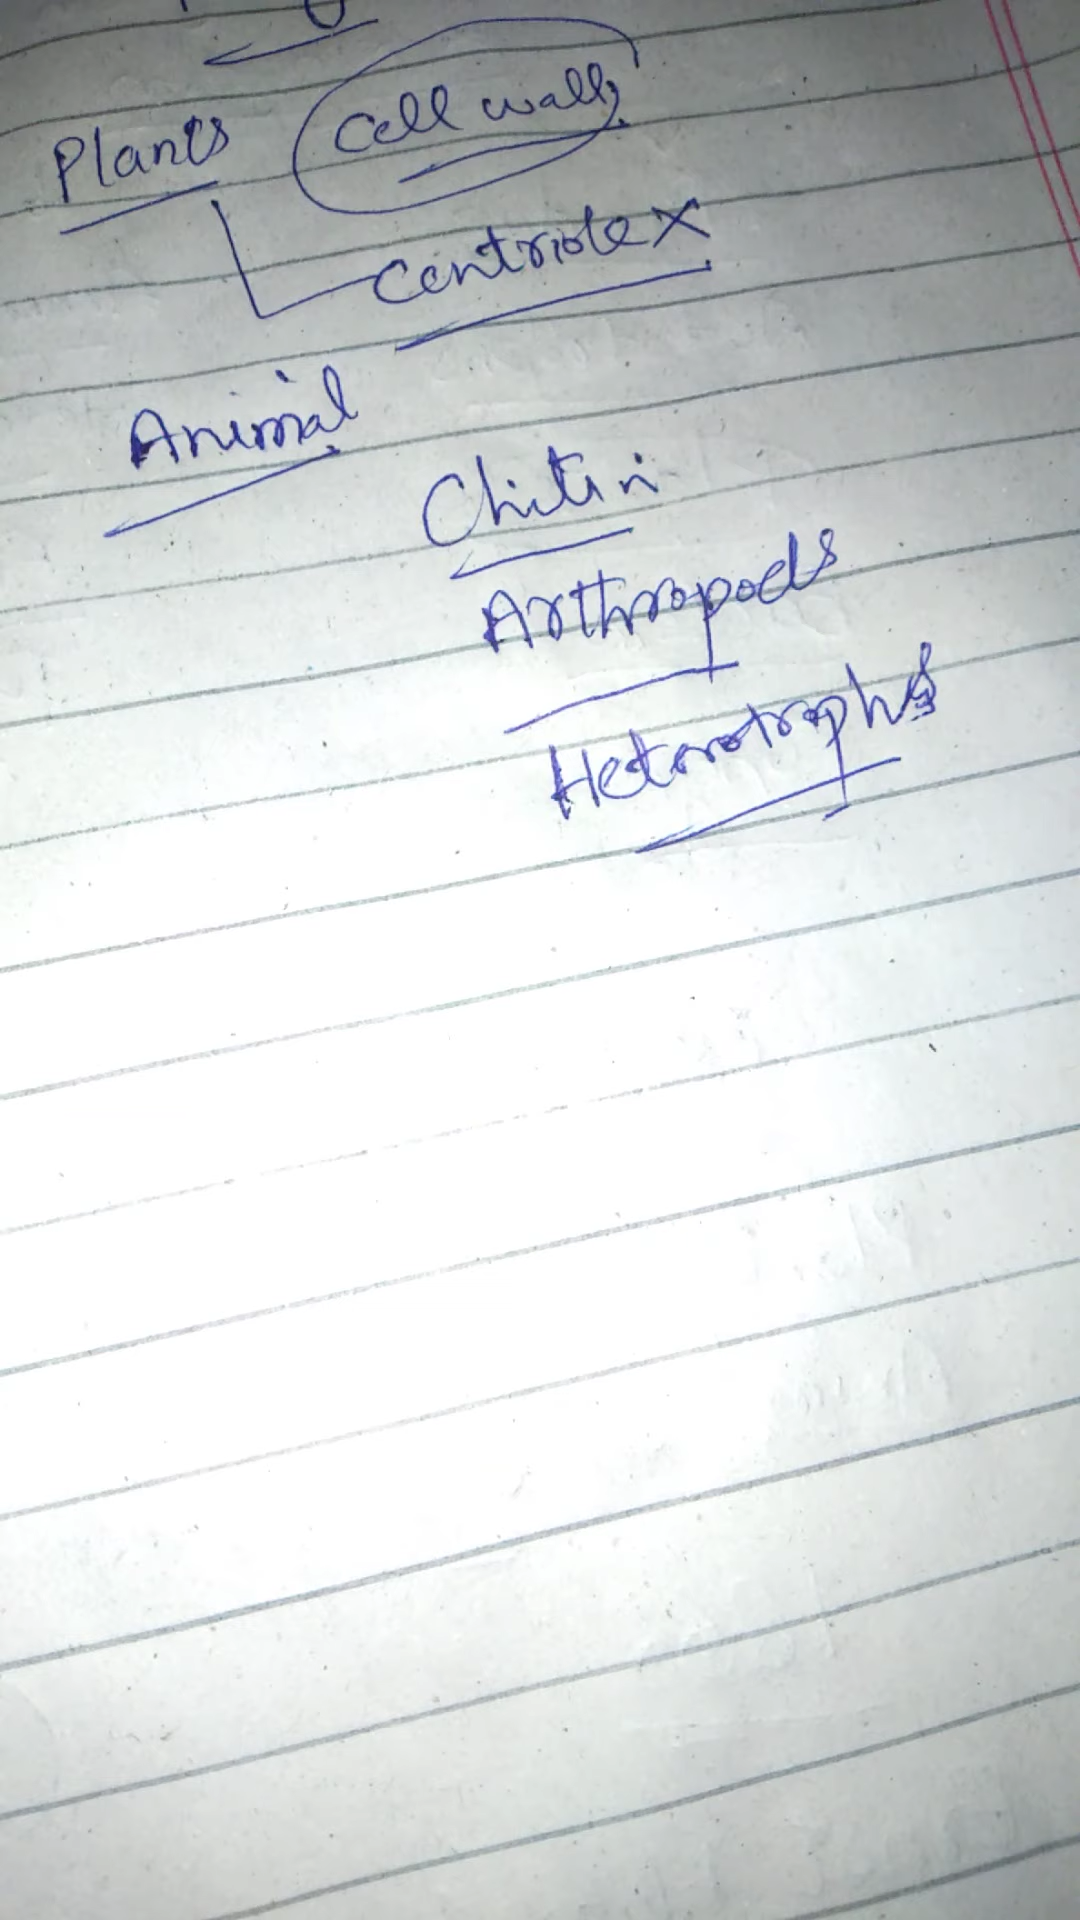 Plants cell wall
centriole X
Animal
Chitin
Arthropods
Heterotrophs